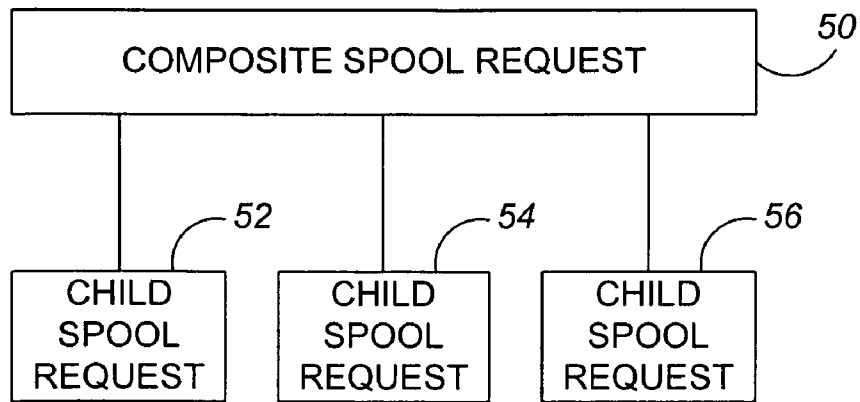 50
COMPOSITE SPOOL REQUEST
52
54
56
CHILD
SPOOL
REQUEST
CHILD
SPOOL
REQUEST
CHILD
SPOOL
REQUEST